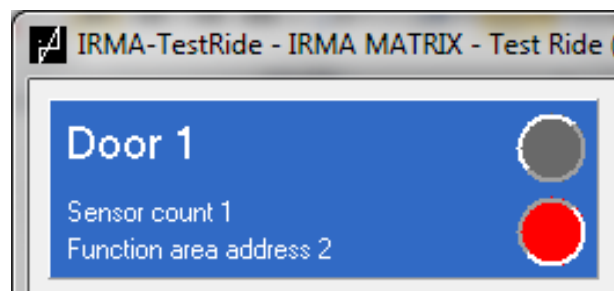 IRMA-TestRide - IRMA MATRIX - Test Ride (
Door 1
Sensor count 1
Function area address 2